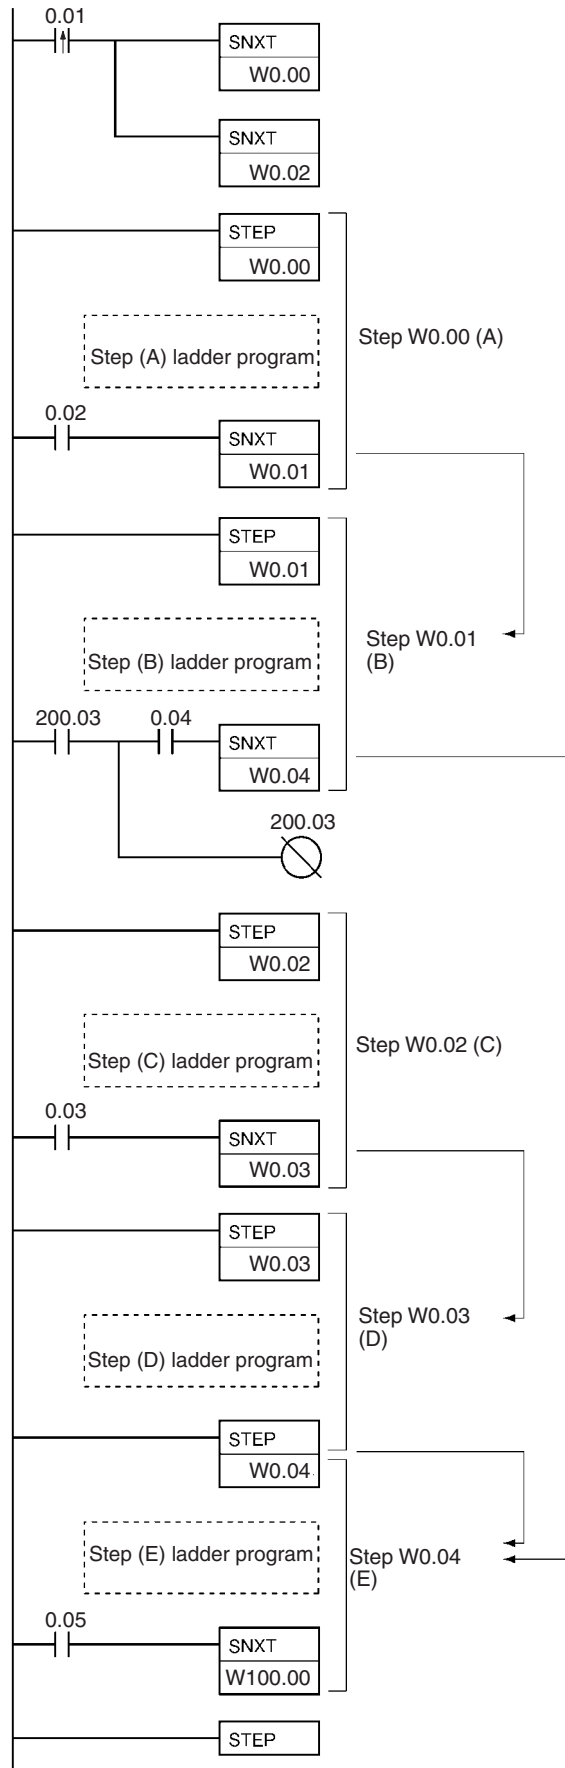 0.01
SNXT
W0.00
SNXT
W0.02
STEP
W0.00
Step W0.00 (A)
Step (A) ladder program
0.02
SNXT
W0.01
STEP
W0.01
Step W0.01
(B)
Step (B) ladder program
200.03
0.04
SNXT
W0.04
200.03
STEP
W0.02
Step W0.02 (C)
Step (C) ladder program
0.03
SNXT
W0.03
STEP
W0.03
Step W0.03
(D)
Step (D) ladder program
STEP
W0.04
Step (E) ladder program
Step W0.04
(E)
0.05
SNXT
W100.00
STEP